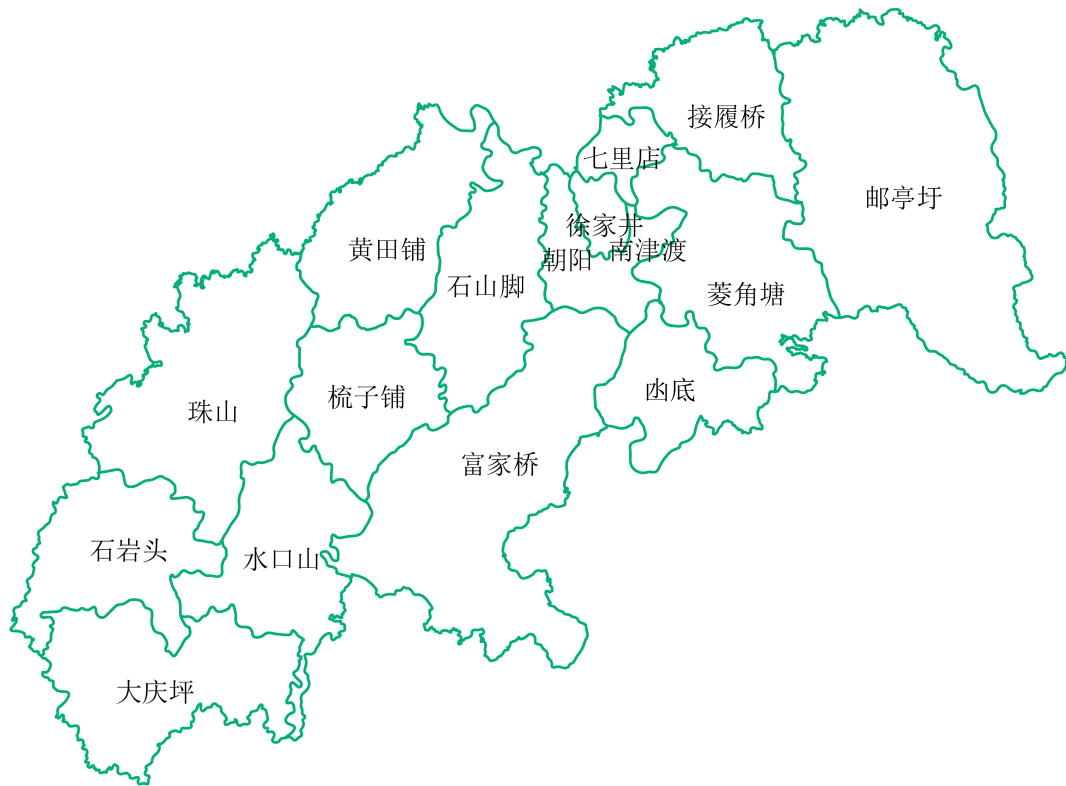 接履桥
七里店
邮亭圩
徐家井
黄田铺
南津渡
朝阳
石山脚
菱角塘
凼底
梳子铺
珠山
富家桥
石岩头
水口山
大庆坪